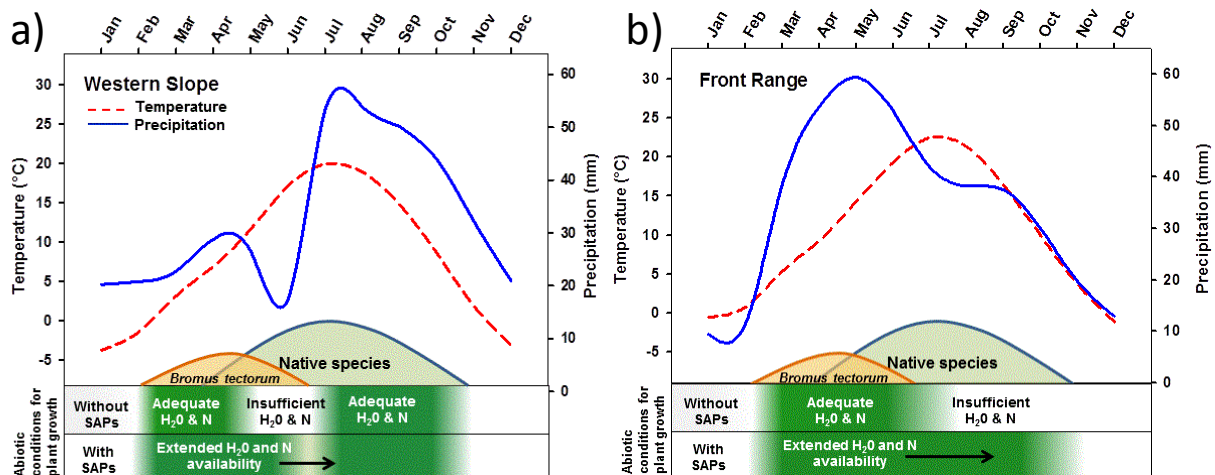 a)
Jan Feb Mar Apr May Jun Jul Aug Sep Oct Nov Dec
Western Slope
Temperature
Precipitation
Temperature (°C)
30
25
20
15
10
5
0
-5
Precipitation (mm)
60
50
40
30
20
10
0
Native species
Bromus tectorum
Abiotic
conditions for
plant growth
Without
SAPs
Adequate
H20 & N
Insufficient
H20 & N
Adequate
H20 & N
With
SAPs
Extended H20 and N
availability
b)
Jan Feb Mar Apr May Jun Jul Aug Sep Oct Nov Dec
Front Range
Temperature (°C)
30
25
20
15
10
5
0
-5
Precipitation (mm)
60
50
40
30
20
10
0
Native species
Bromus tectorum
Abiotic
conditions for
plant growth
Without
SAPs
Adequate
H20 & N
Insufficient
H20 & N
With
SAPs
Extended H20 and N
availability